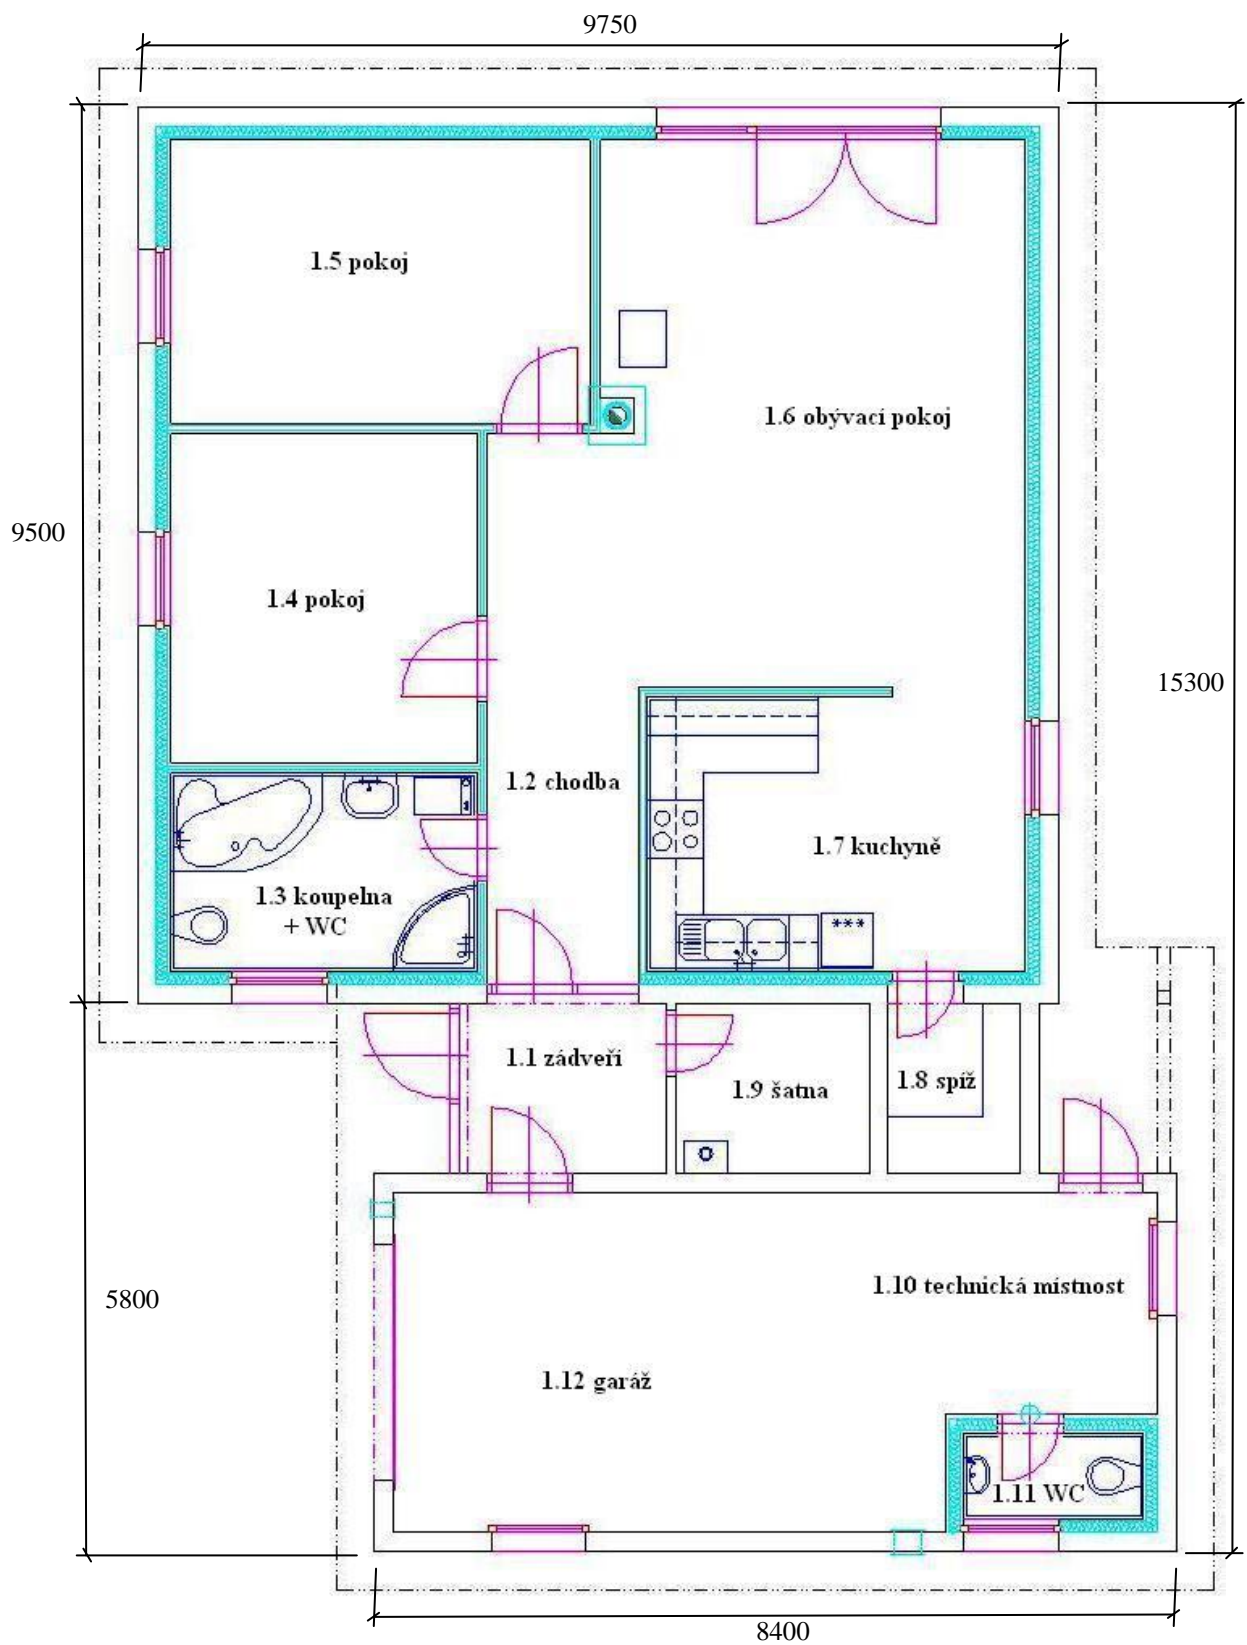 9750
1.5 pokoj
1.6 obývací pokoj
9500
1.4 pokoj
15300
1.2 chodba
1.7 kuchyně
1.3 koupelna
+ WC
***
1.1 zádveří
1.9 šatna
1.8 spíž
5800
1.10 technická místnost
1.12 garáž
1.11 WC
8400